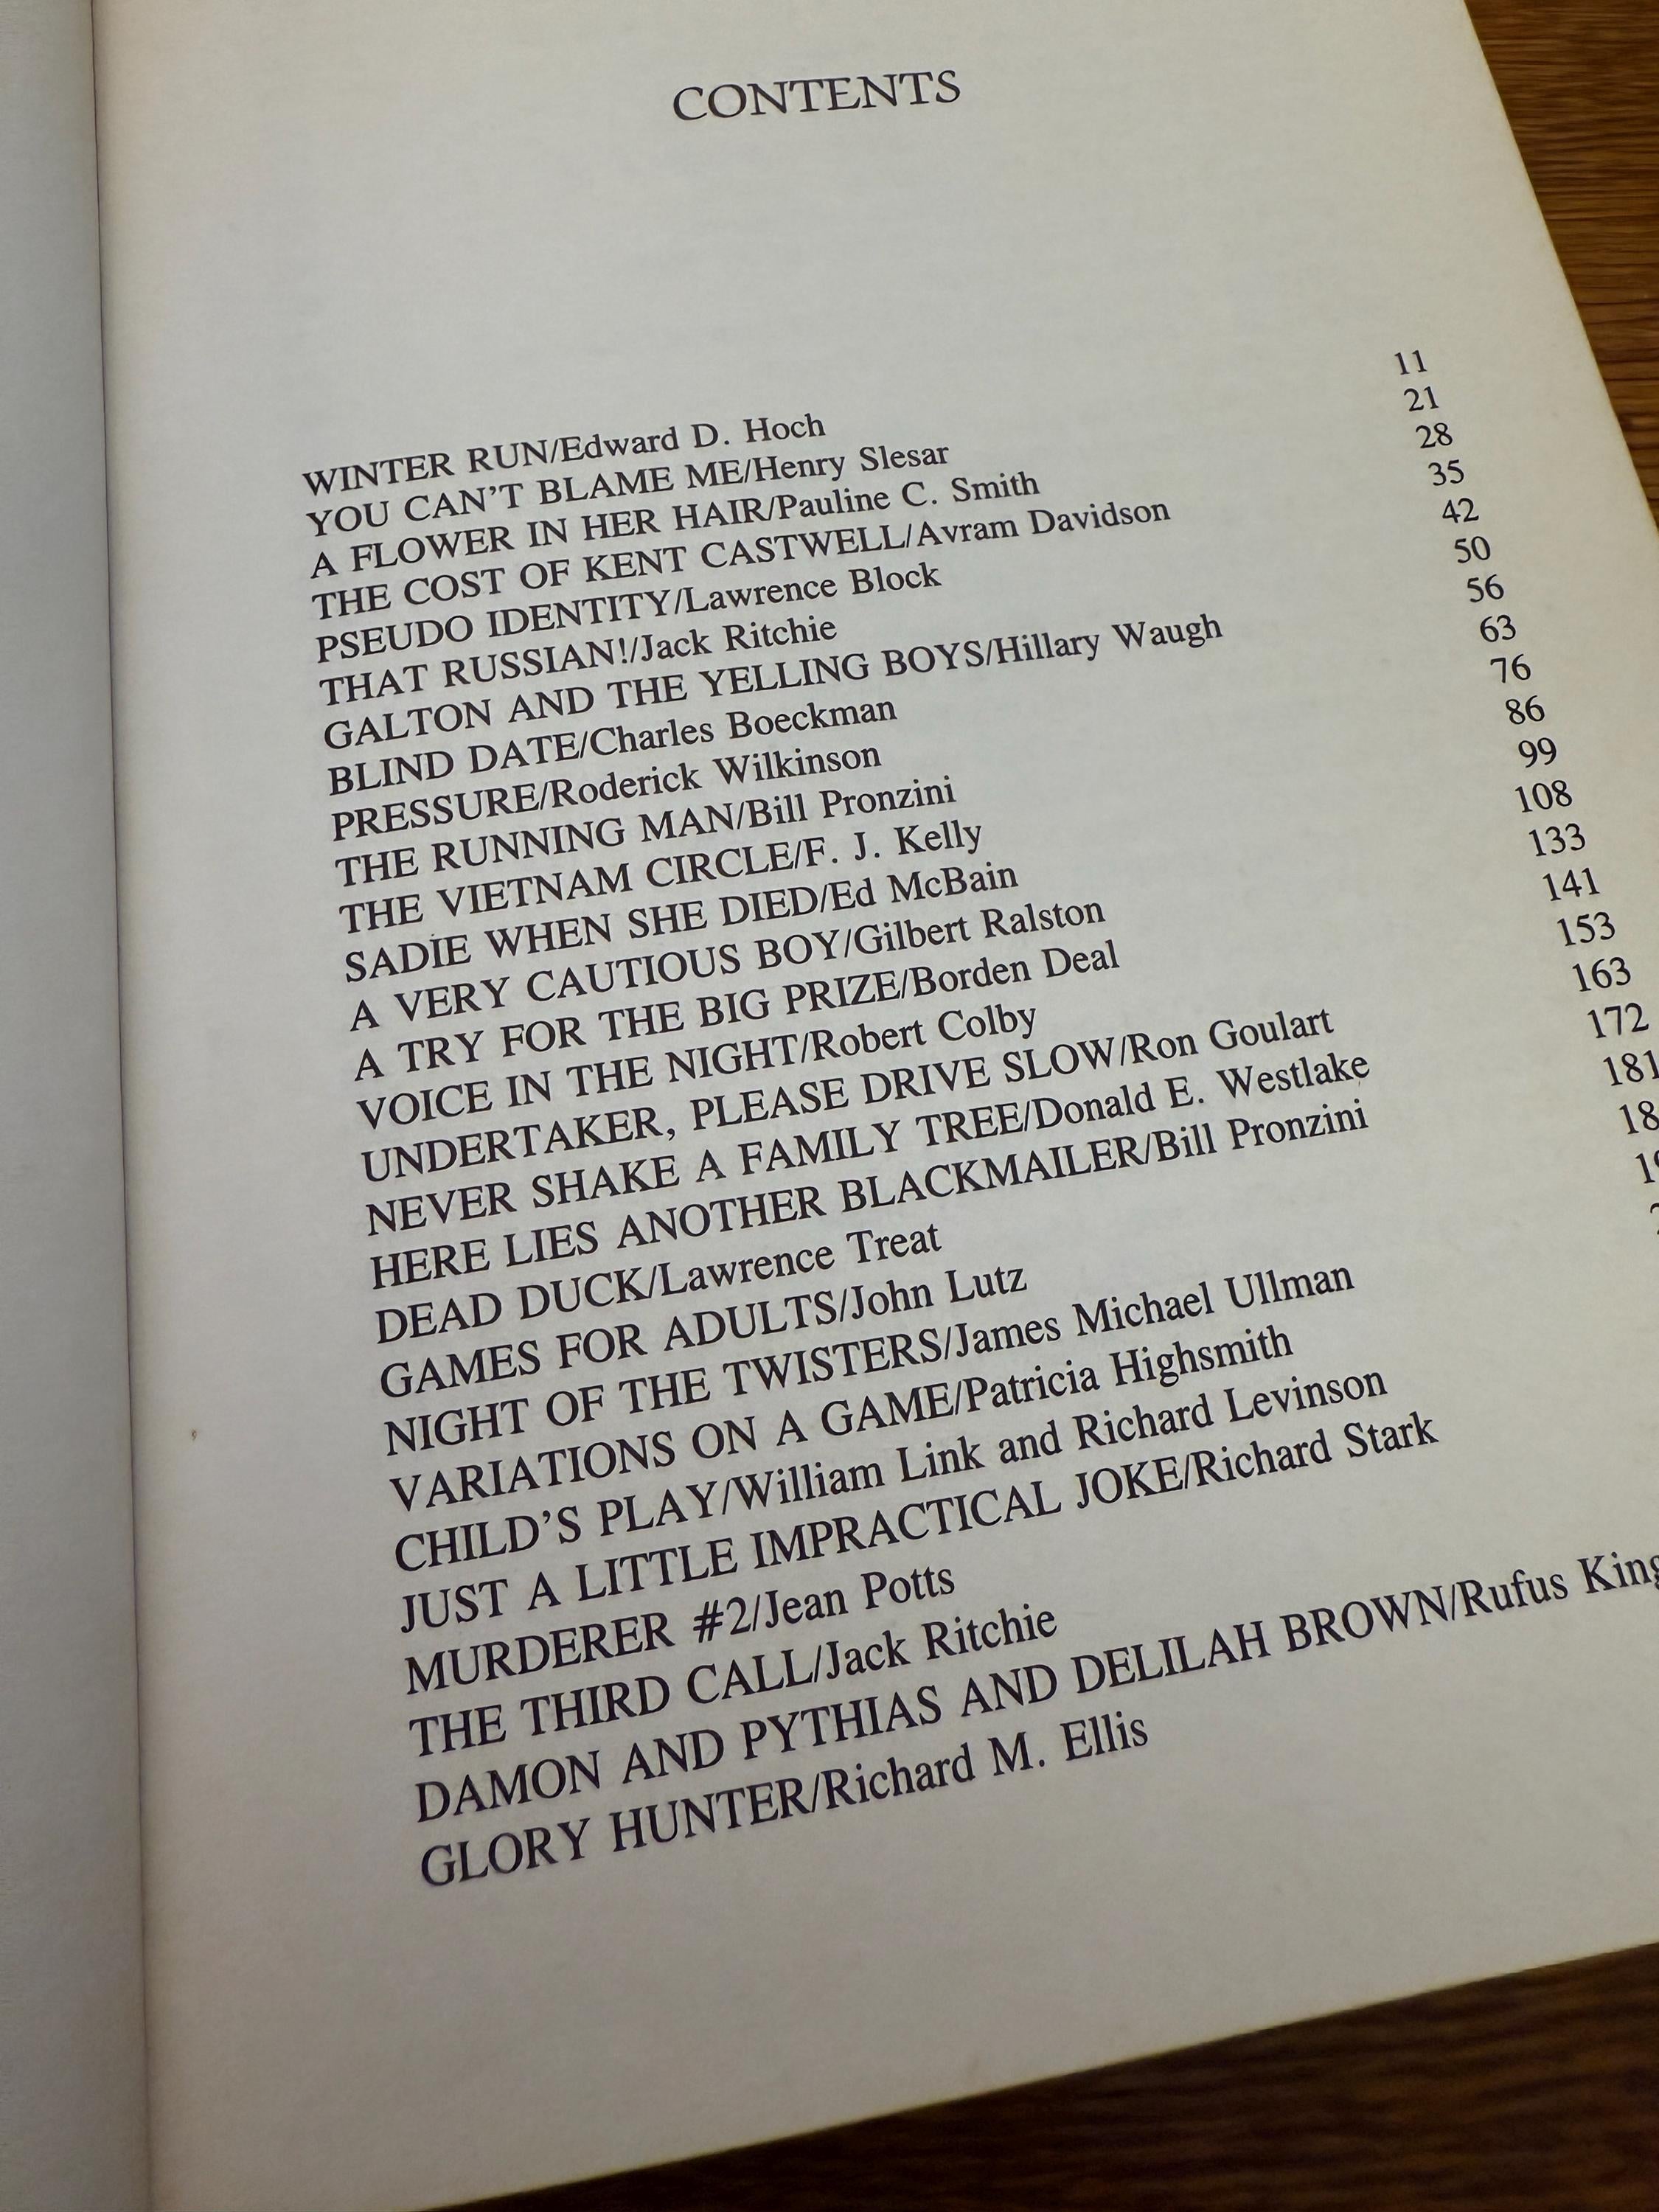 CONTENTS
WINTER RUN/Edward D. Hoch 11
YOU CAN'T BLAME ME/Henry Slesar 21
A FLOWER IN HER HAIR/Pauline C. Smith 28
THE COST OF KENT CASTWELL/Avram Davidson 35
PSEUDO IDENTITY/Lawrence Block 42
THAT RUSSIAN!/Jack Ritchie 50
GALTON AND THE YELLING BOYS/Hillary Waugh 56
BLIND DATE/Charles Boeckman 63
PRESSURE/Roderick Wilkinson 76
THE RUNNING MAN/Bill Pronzini 86
THE VIETNAM CIRCLE/F. J. Kelly 99
SADIE WHEN SHE DIED/Ed McBain 108
A VERY CAUTIOUS BOY/Gilbert Ralston 133
A TRY FOR THE BIG PRIZE/Borden Deal 141
VOICE IN THE NIGHT/Robert Colby 153
UNDERTAKER, PLEASE DRIVE SLOW/Ron Goulart 163
NEVER SHAKE A FAMILY TREE/Donald E. Westlake 172
HERE LIES ANOTHER BLACKMAILER/Bill Pronzini 181
DEAD DUCK/Lawrence Treat
GAMES FOR ADULTS/John Lutz
NIGHT OF THE TWISTERS/James Michael Ullman
VARIATIONS ON A GAME/Patricia Highsmith
CHILD'S PLAY/William Link and Richard Levinson
JUST A LITTLE IMPRACTICAL JOKE/Richard Stark
MURDERER #2/Jean Potts
THE THIRD CALL/Jack Ritchie
DAMON AND PYTHIAS AND DELILAH BROWN/Rufus King
GLORY HUNTER/Richard M. Ellis